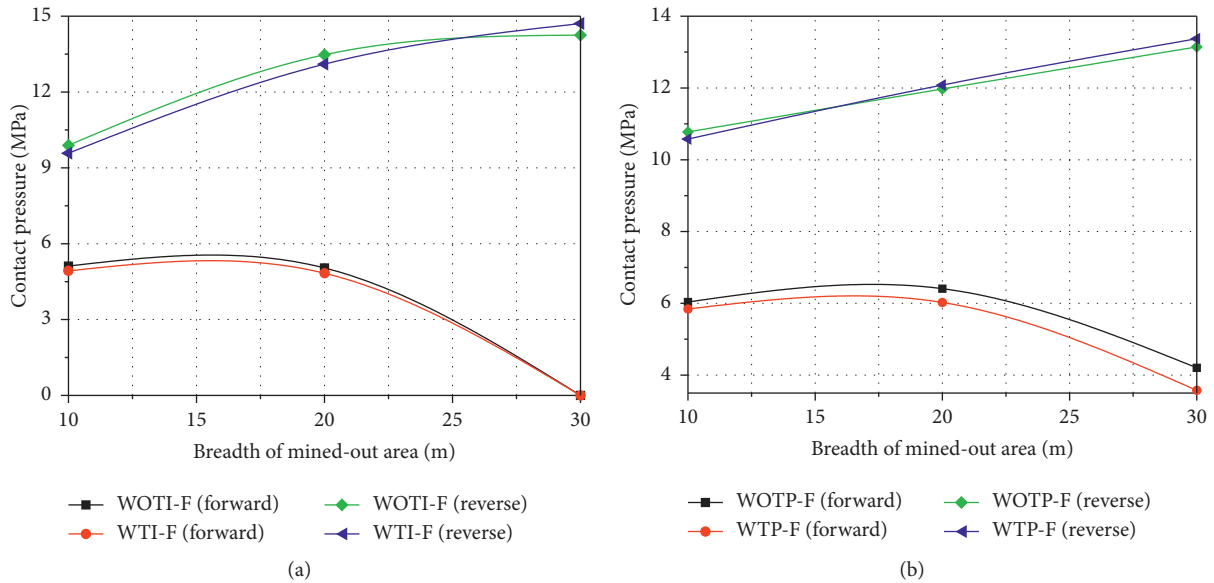 15
12
9
6
3
0
Contact pressure (MPa)
10 15 20 25 30
Breadth of mined-out area (m)
WOTI-F (forward)
WTI-F (forward)
WOTI-F (reverse)
WTI-F (reverse)
(a)
14
12
10
8
6
4
Contact pressure (MPa)
10 15 20 25 30
Breadth of mined-out area (m)
WOTP-F (forward)
WTP-F (forward)
WOTP-F (reverse)
WTP-F (reverse)
(b)